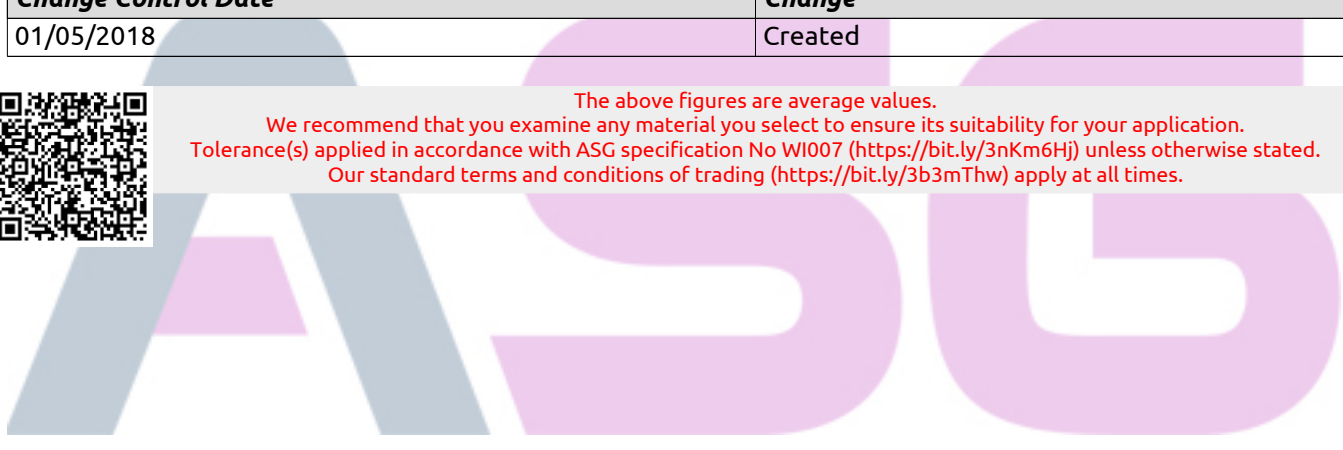 Change Control Date Change
01/05/2018 Created
The above figures are average values.
We recommend that you examine any material you select to ensure its suitability for your application.
Tolerance(s) applied in accordance with ASG specification No WI007 (https://bit.ly/3nKm6Hj) unless otherwise stated.
Our standard terms and conditions of trading (https://bit.ly/3b3mThw) apply at all times.
ASG